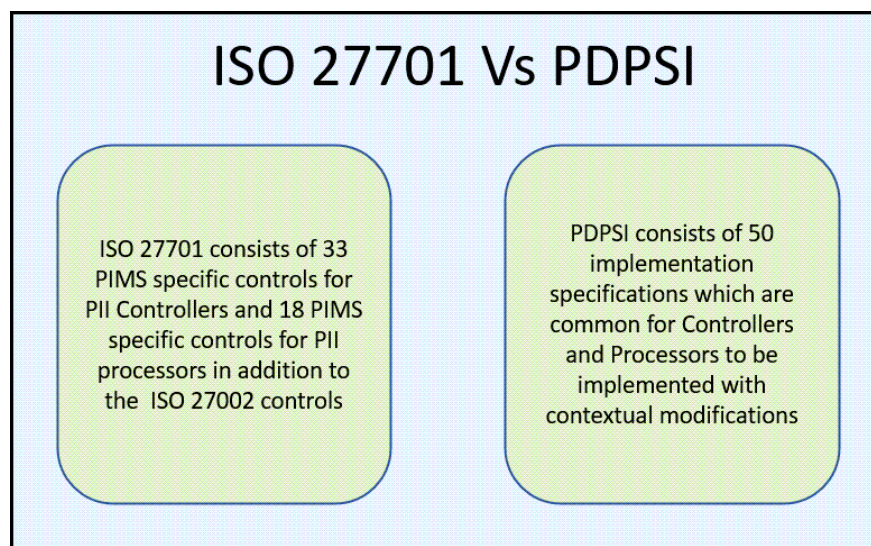 ISO 27701 Vs PDPSI
ISO 27701 consists of 33
PIMS specific controls for
PII Controllers and 18 PIMS
specific controls for PII
processors in addition to
the ISO 27002 controls
PDPSI consists of 50
implementation
specifications which are
common for Controllers
and Processors to be
implemented with
contextual modifications